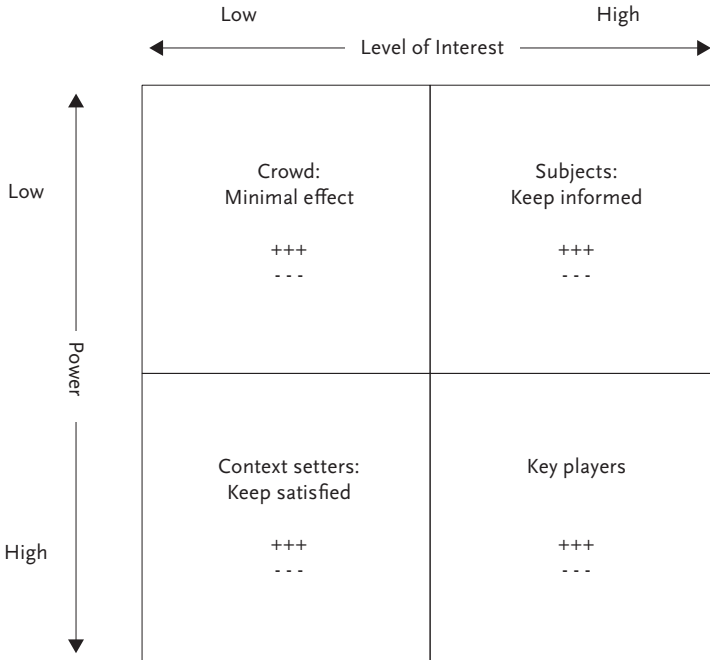 Low
High
Level of Interest
Low
Crowd:
Minimal effect
+++
- - -
Subjects:
Keep informed
+++
- - -
Power
High
Context setters:
Keep satisfied
+++
- - -
Key players
+++
- - -